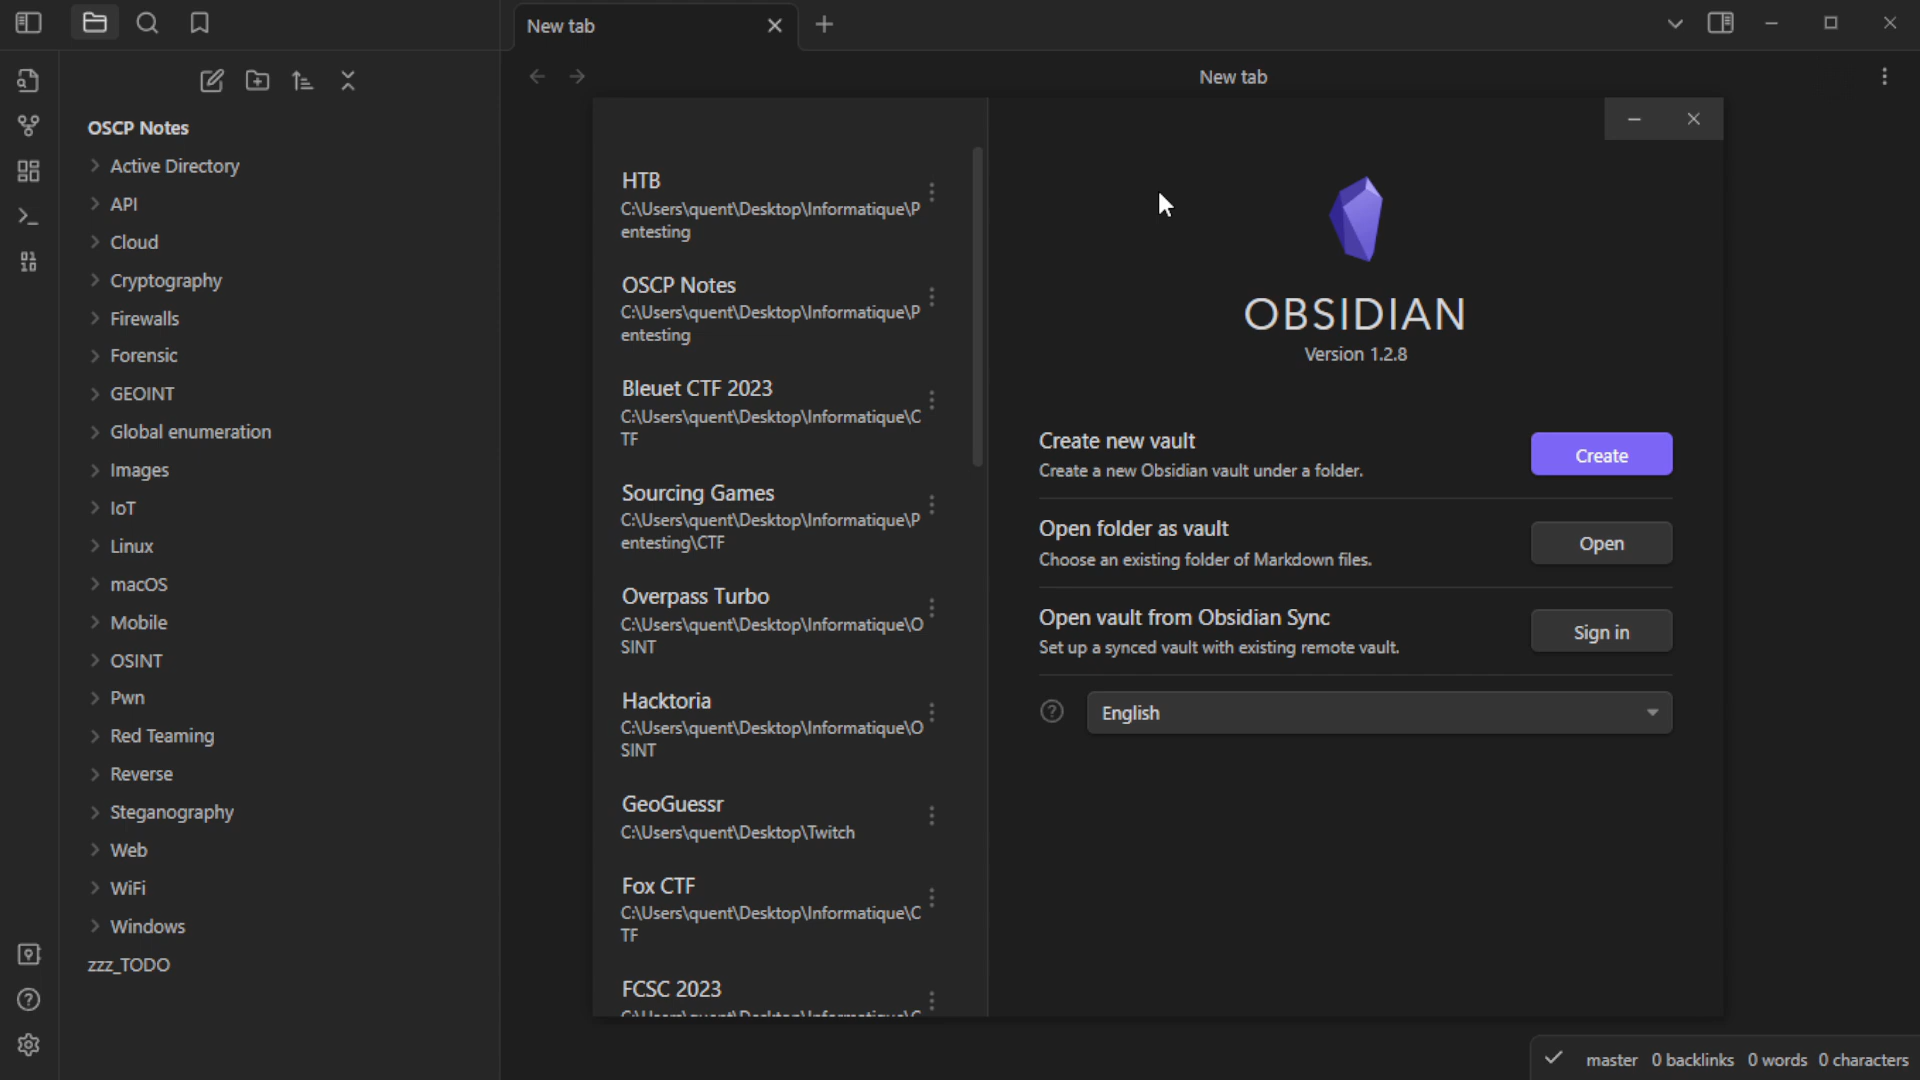 New tab
New tab
OSCP Notes
Active Directory
API
Cloud
Cryptography
Firewalls
Forensic
GEOINT
Global enumeration
Images
IoT
Linux
macOS
Mobile
OSINT
Pwn
Red Teaming
Reverse
Steganography
Web
WiFi
Windows
zzz_TODO
HTB
C:\Users\quent\Desktop\Informatique\P
entesting
OSCP Notes
C:\Users\quent\Desktop\Informatique\P
entesting
Bleuet CTF 2023
C:\Users\quent\Desktop\Informatique\C
TF
Sourcing Games
C:\Users\quent\Desktop\Informatique\P
entesting\CTF
Overpass Turbo
C:\Users\quent\Desktop\Informatique\O
SINT
Hacktoria
C:\Users\quent\Desktop\Informatique\O
SINT
GeoGuessr
C:\Users\quent\Desktop\Twitch
Fox CTF
C:\Users\quent\Desktop\Informatique\C
TF
FCSC 2023
C:\Users\quent\Desktop\Informatique\C
OBSIDIAN
Version 1.2.8
Create new vault
Create a new Obsidian vault under a folder.
Create
Open folder as vault
Choose an existing folder of Markdown files.
Open
Open vault from Obsidian Sync
Set up a synced vault with existing remote vault.
Sign in
English
master 0 backlinks 0 words 0 characters